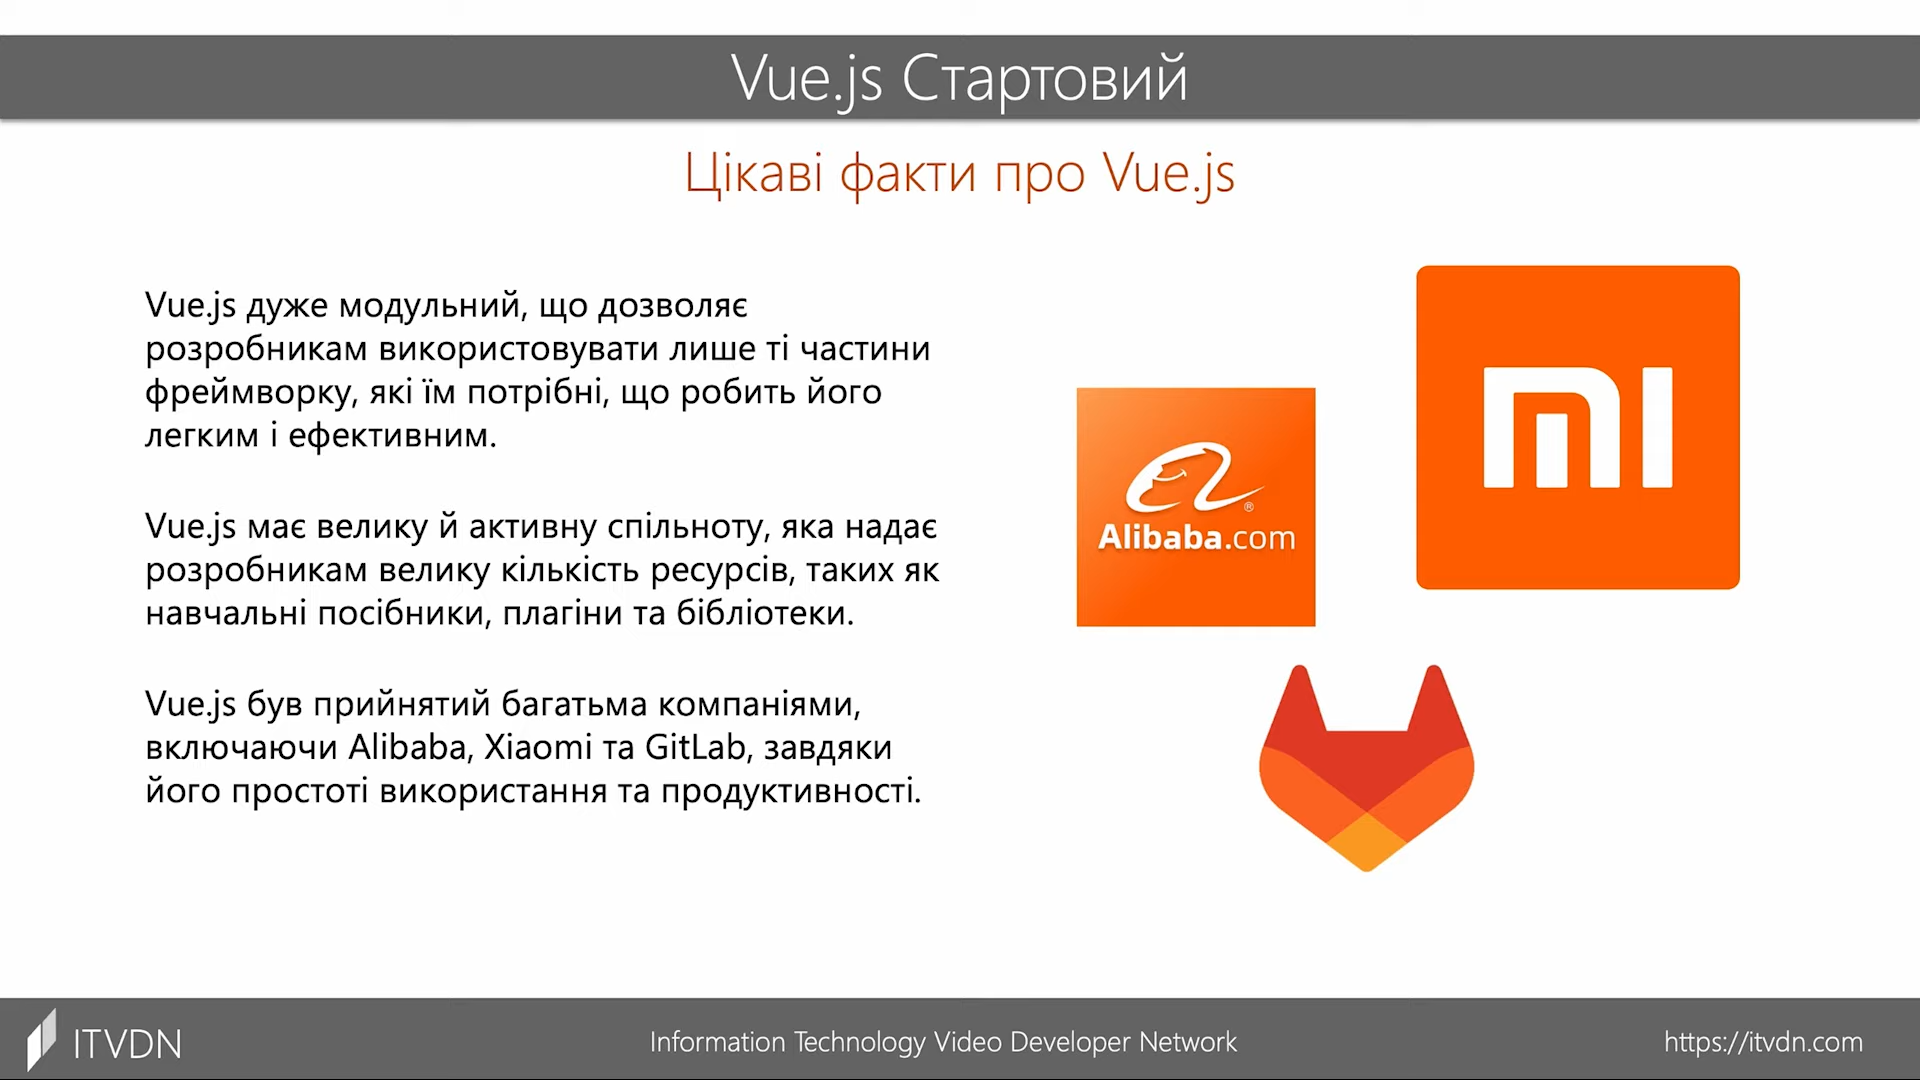 Vue.js Стартовий
Цікаві факти про Vue.js
Vue.js дуже модульний, що дозволяє
розробникам використовувати лише ті частини
фреймворку, які їм потрібні, що робить його
легким і ефективним.
Vue.js має велику й активну спільноту, яка надає
розробникам велику кількість ресурсів, таких як
навчальні посібники, плагіни та бібліотеки.
Vue.js був прийнятий багатьма компаніями,
включаючи Alibaba, Xiaomi та GitLab, завдяки
його простоті використання та продуктивності.
®
Alibaba.com
mi
ITVDN
Information Technology Video Developer Network
https://itvdn.com